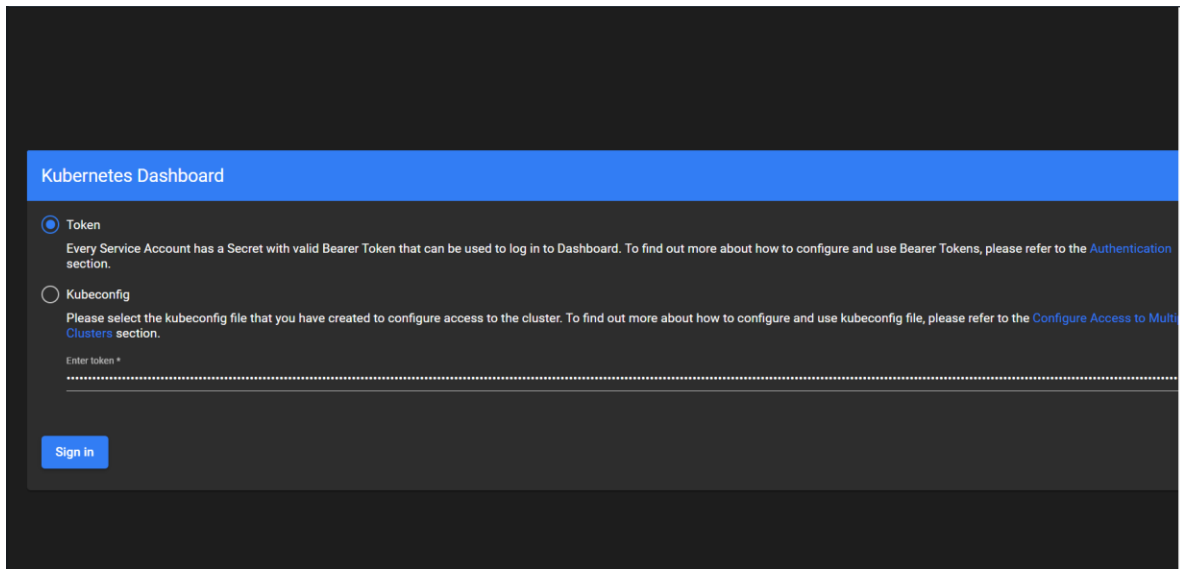 Kubernetes Dashboard
Token
Every Service Account has a Secret with valid Bearer Token that can be used to log in to Dashboard. To find out more about how to configure and use Bearer Tokens, please refer to the Authentication
section.
Kubeconfig
Please select the kubeconfig file that you have created to configure access to the cluster. To find out more about how to configure and use kubeconfig file, please refer to the Configure Access to Multip
Clusters section.
Enter token *
Sign in